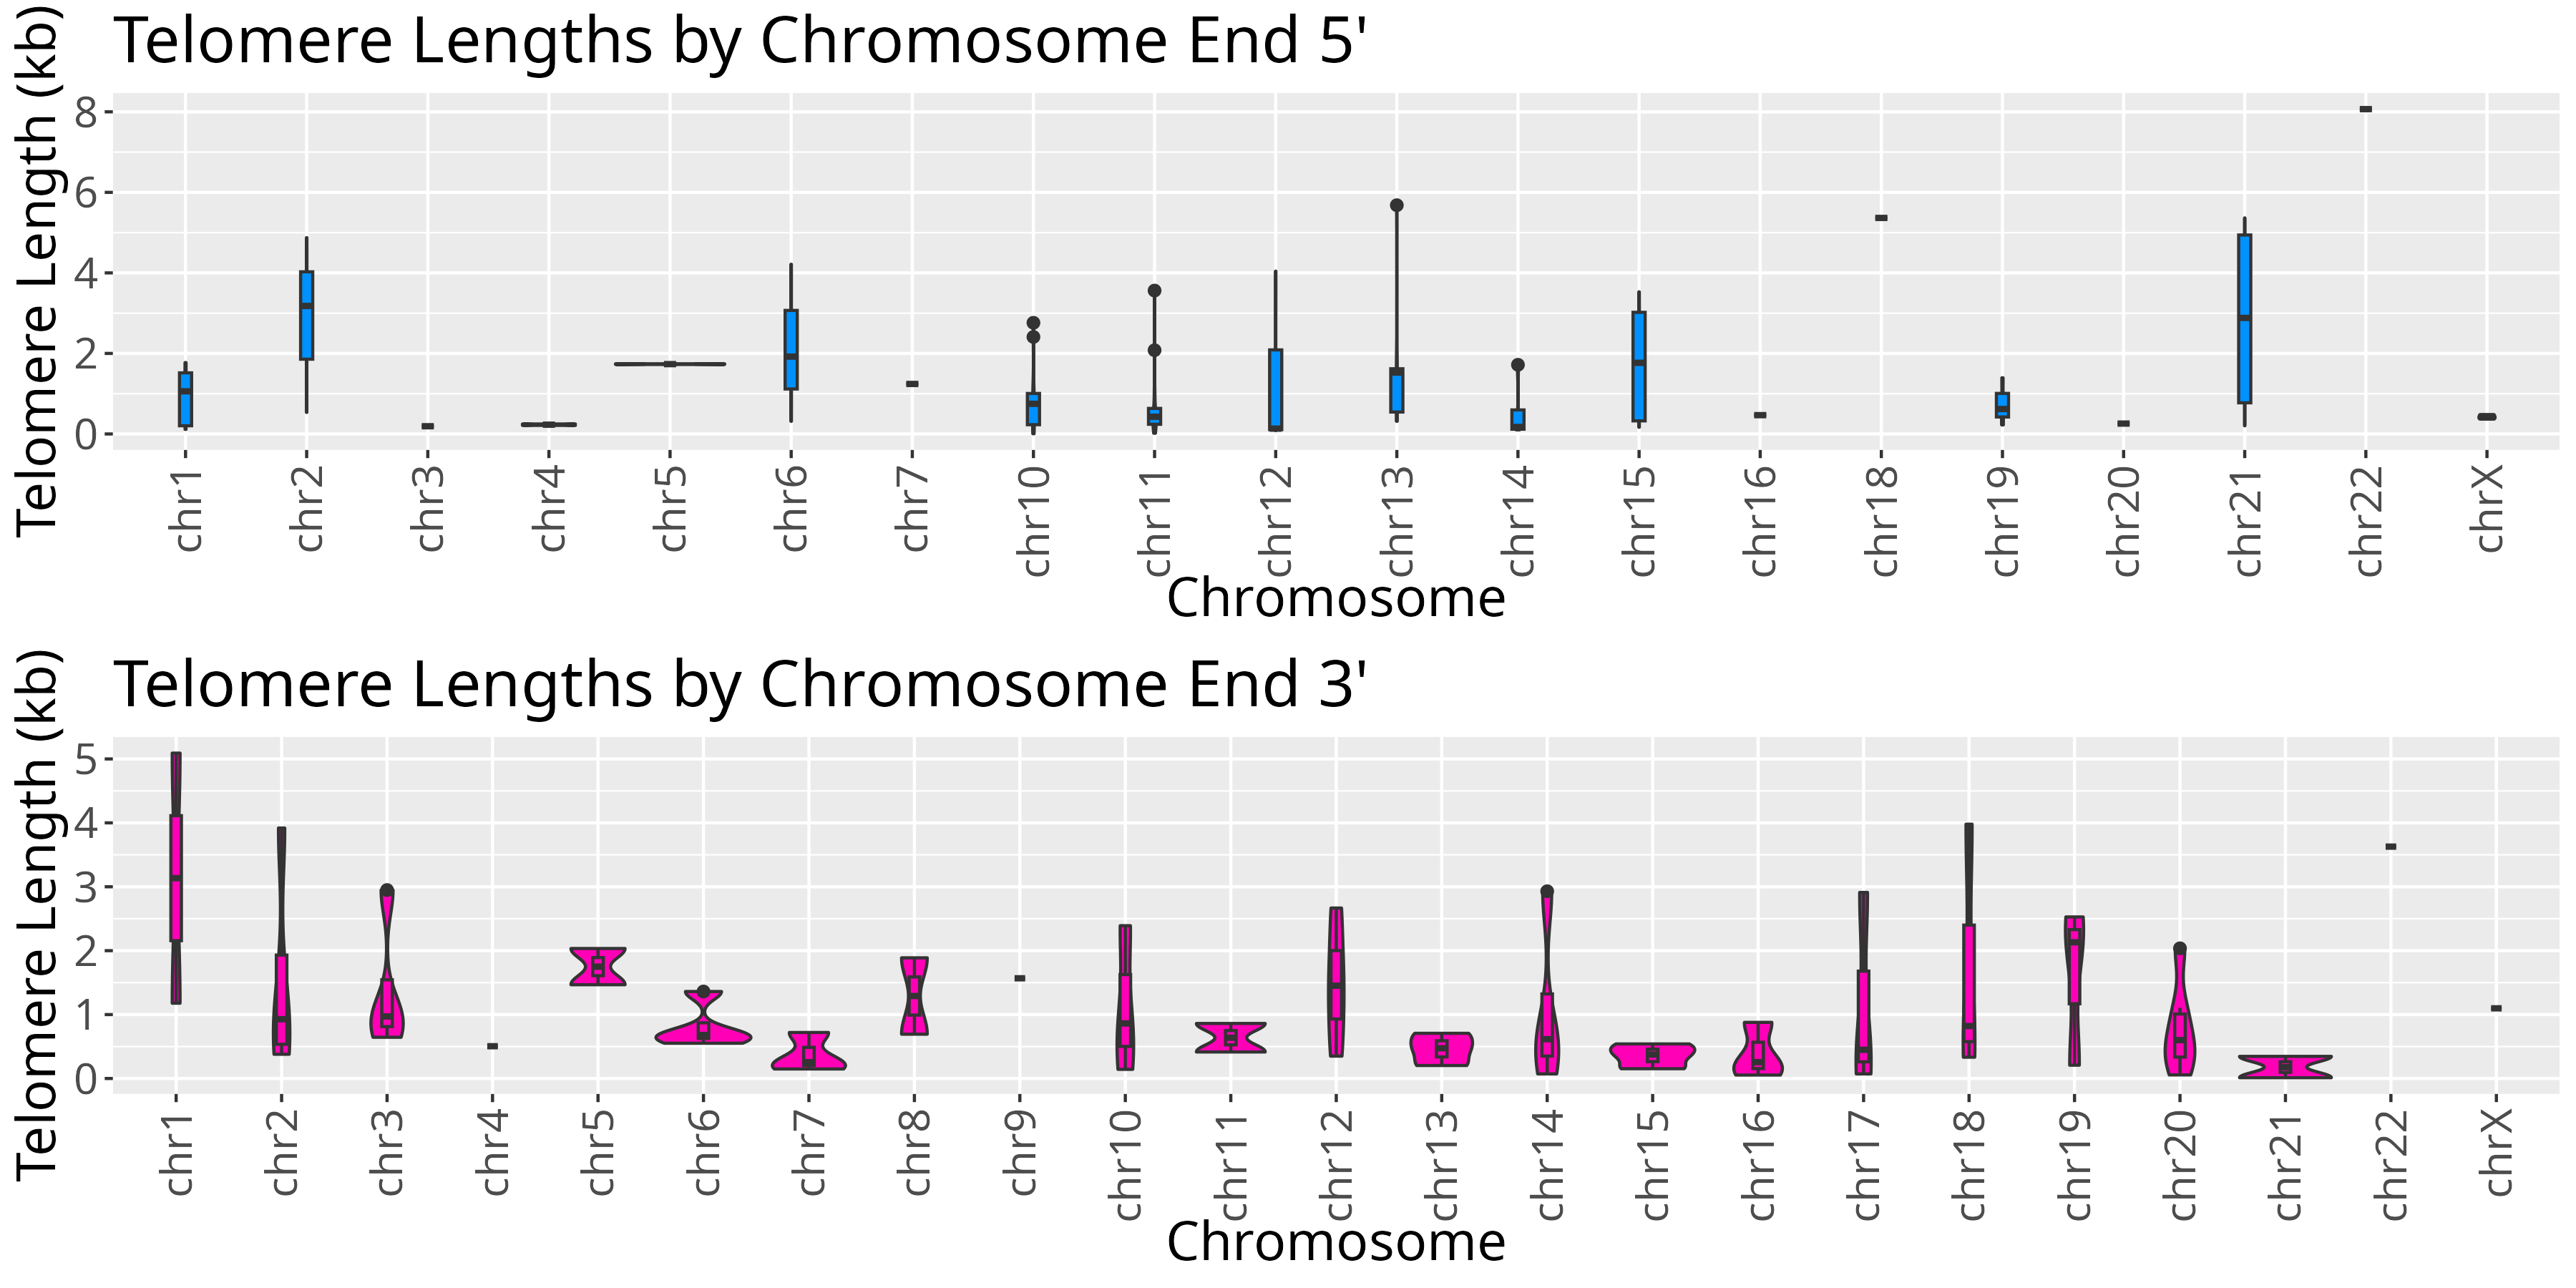 Telomere Lengths by Chromosome End 5'
Telomere Length (kb)
8
6
4
2
0
chr1 chr2 chr3 chr4 chr5 chr6 chr7 chr10 chr11 chr12 chr13 chr14 chr15 chr16 chr18 chr19 chr20 chr21 chr22 chrX
Chromosome
Telomere Lengths by Chromosome End 3'
Telomere Length (kb)
5
4
3
2
1
0
chr1 chr2 chr3 chr4 chr5 chr6 chr7 chr8 chr9 chr10 chr11 chr12 chr13 chr14 chr15 chr16 chr17 chr18 chr19 chr20 chr21 chr22 chrX
Chromosome